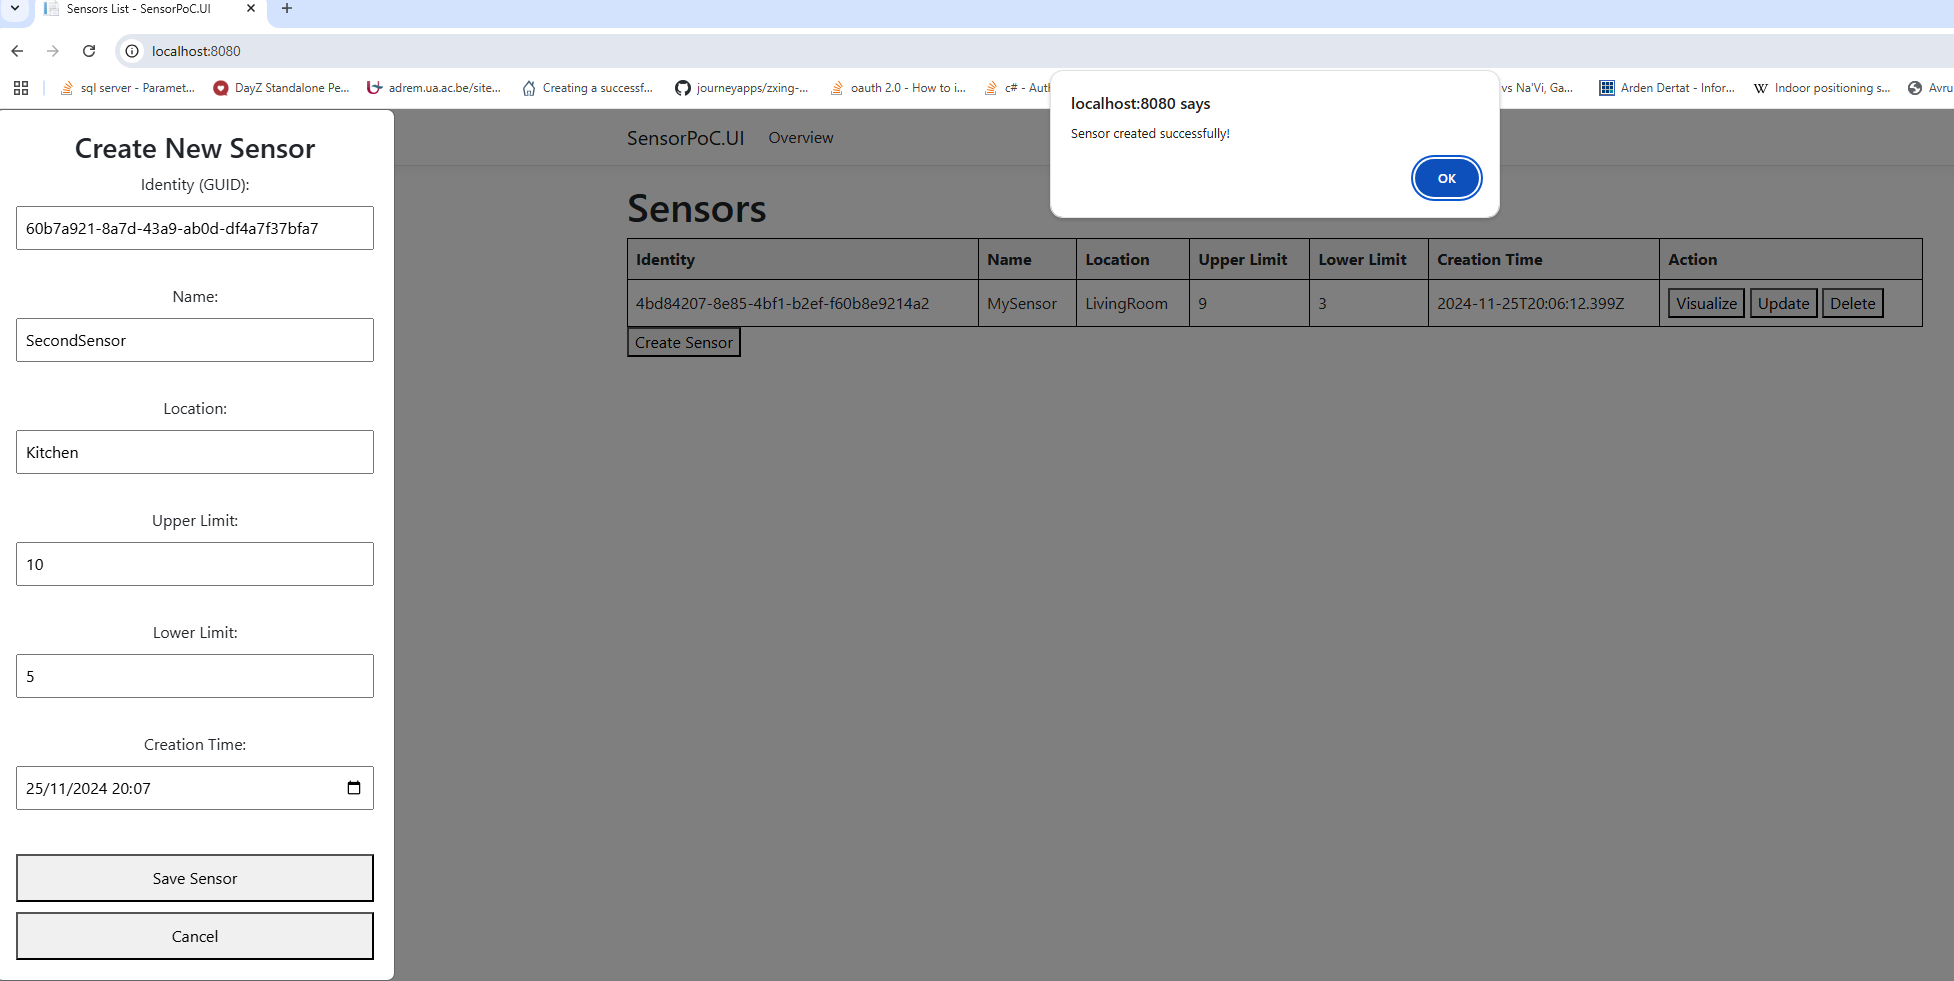 Sensors List - SensorPoC.UI
localhost:8080
sql server - Paramet... DayZ Standalone Pe... adrem.ua.ac.be/site... Creating a successf... journeyapps/zxing-... oauth 2.0 - How to i... c# - Aut vs Na'Vi, Ga... Arden Dertat - Infor... Indoor positioning s... Avru
localhost:8080 says
Sensor created successfully!
OK
Create New Sensor
Identity (GUID):
60b7a921-8a7d-43a9-ab0d-df4a7f37bfa7
Name:
SecondSensor
Location:
Kitchen
Upper Limit:
10
Lower Limit:
5
Creation Time:
25/11/2024 20:07
Save Sensor
Cancel
SensorPoC.UI Overview
Sensors
Identity Name Location Upper Limit Lower Limit Creation Time Action
4bd84207-8e85-4bf1-b2ef-f60b8e9214a2 MySensor LivingRoom 9 3 2024-11-25T20:06:12.399Z Visualize Update Delete
Create Sensor